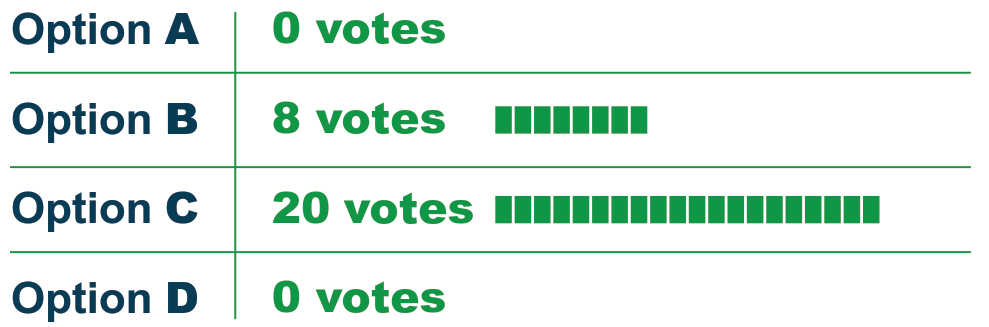 Option A 0 votes
Option B 8 votes
Option C 20 votes
Option D 0 votes